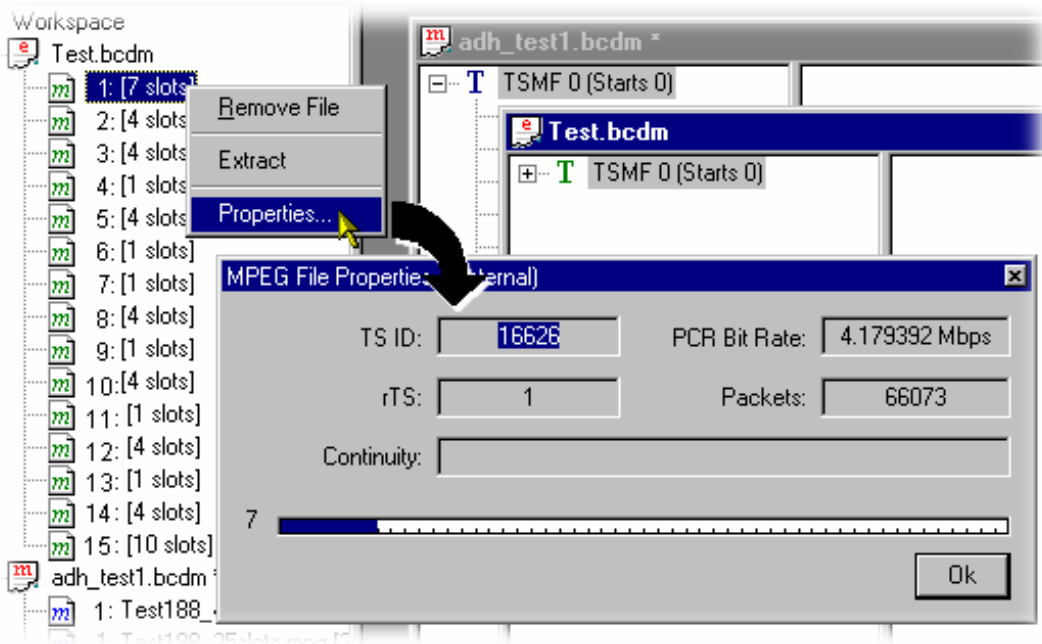 Workspace
Test.bcdm
1: [7 slots]
2: [4 slots
3: [4 slots
4: [1 slots
5: [4 slots
6: [1 slots]
7: [1 slots]
8: [4 slots]
9: [1 slots]
10:[4 slots]
11: [1 slots]
12: [4 slots]
13: [1 slots]
14: [4 slots]
15: [10 slots]
adh_test1.bcdm *
1: Test188_
Remove File
Extract
Properties...
adh_test1.bcdm *
T TSMF 0 (Starts 0)
Test.bcdm
T TSMF 0 (Starts 0)
MPEG File Properties
ernal)
TS ID: 16626
PCR Bit Rate: 4.179392 Mbps
rTS: 1
Packets: 66073
Continuity:
7
Ok